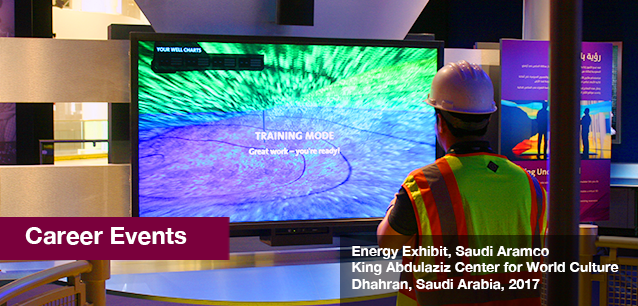 YOUR WELL CHARTS
TRAINING MODE
Great work – you're ready!
Career Events
Energy Exhibit, Saudi Aramco
King Abdulaziz Center for World Culture
Dhahran, Saudi Arabia, 2017